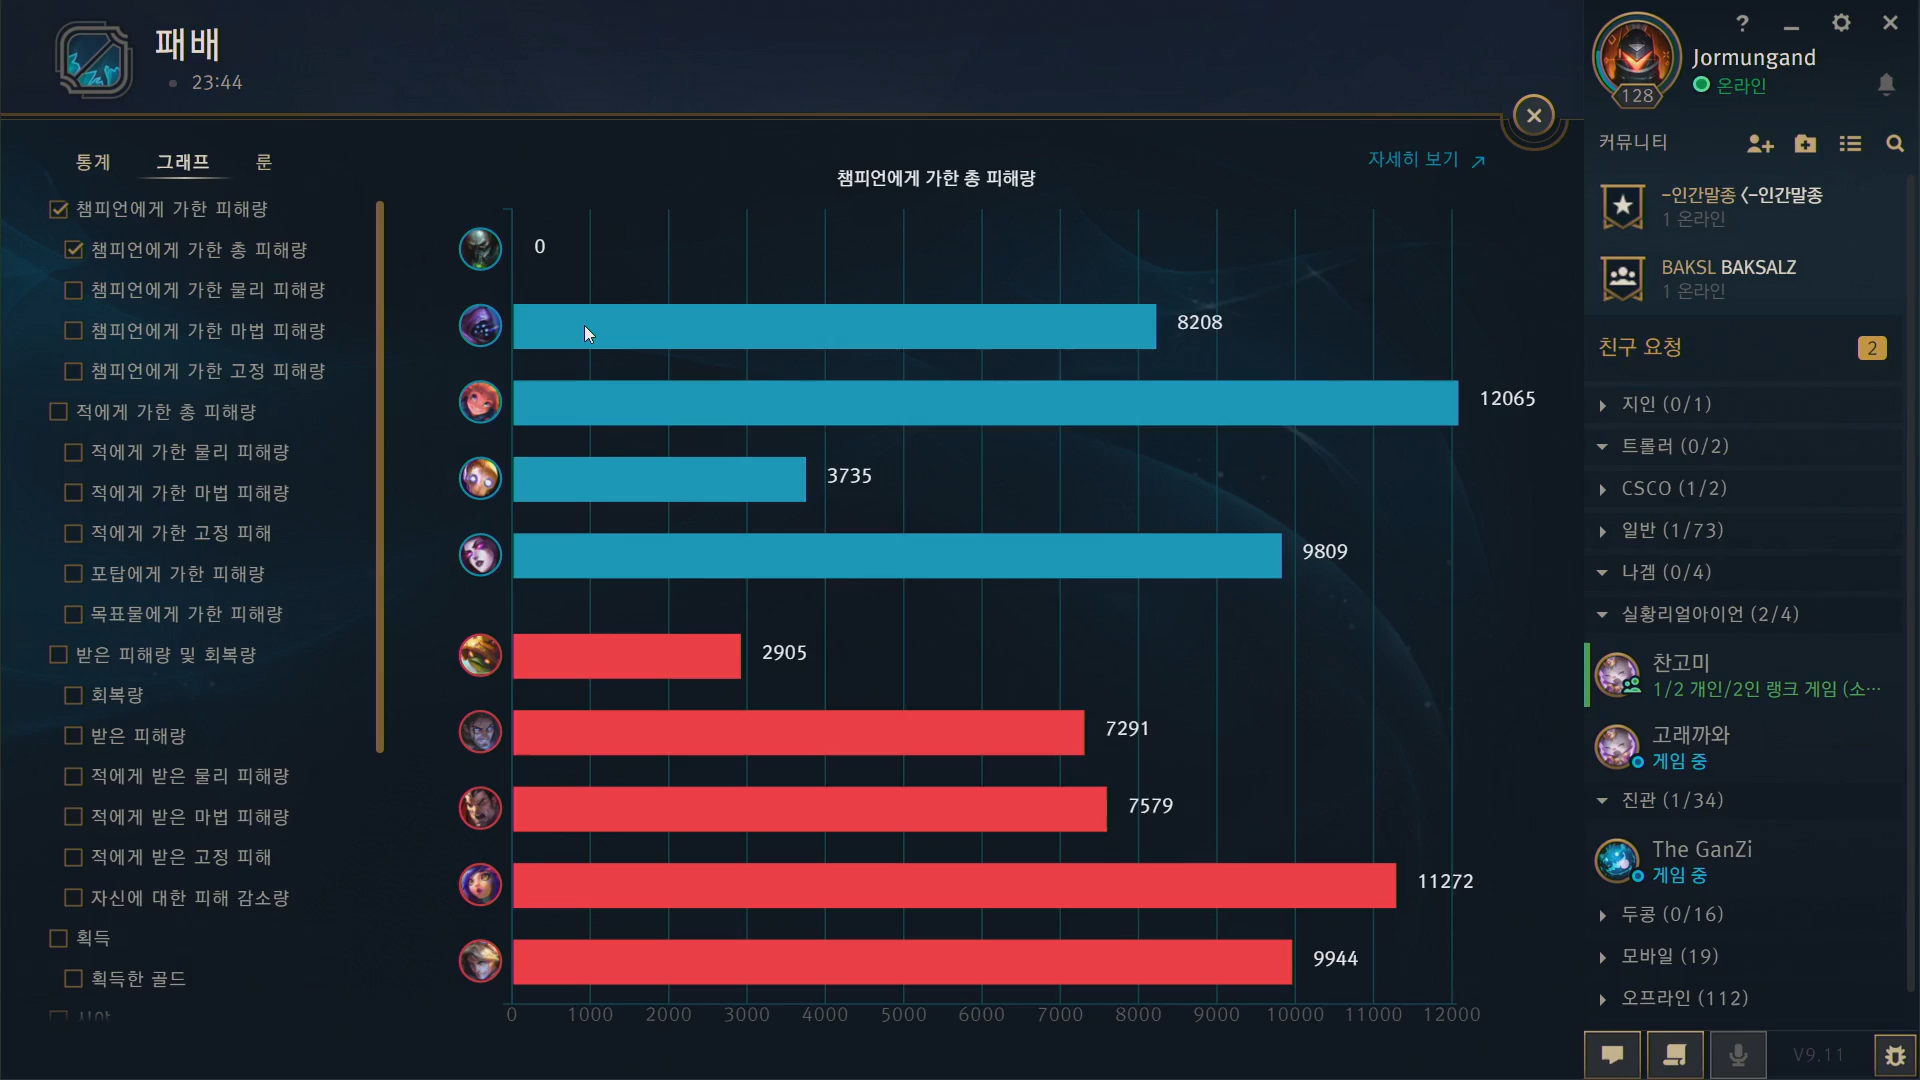 패배
23:44
통계
그래프
룬
자세히 보기
챔피언에게 가한 총 피해량
챔피언에게 가한 피해량
챔피언에게 가한 총 피해량
챔피언에게 가한 물리 피해량
챔피언에게 가한 마법 피해량
챔피언에게 가한 고정 피해량
적에게 가한 총 피해량
적에게 가한 물리 피해량
적에게 가한 마법 피해량
적에게 가한 고정 피해
포탑에게 가한 피해량
목표물에게 가한 피해량
받은 피해량 및 회복량
회복량
받은 피해량
적에게 받은 물리 피해량
적에게 받은 마법 피해량
적에게 받은 고정 피해
자신에 대한 피해 감소량
획득
획득한 골드
0
8208
12065
3735
9809
2905
7291
7579
11272
9944
0 1000 2000 3000 4000 5000 6000 7000 8000 9000 10000 11000 12000
?
Jormungand
온라인
128
커뮤니티
-인간말종 <-인간말종
1 온라인
BAKSL BAKSALZ
1 온라인
친구 요청
2
지인 (0/1)
트롤러 (0/2)
CSCO (1/2)
일반 (1/73)
나겜 (0/4)
실황리얼아이언 (2/4)
찬고미
1/2 개인/2인 랭크 게임 (소…
고래까와
게임 중
진관 (1/34)
The GanZi
게임 중
두콩 (0/16)
모바일 (19)
오프라인 (112)
V9.11